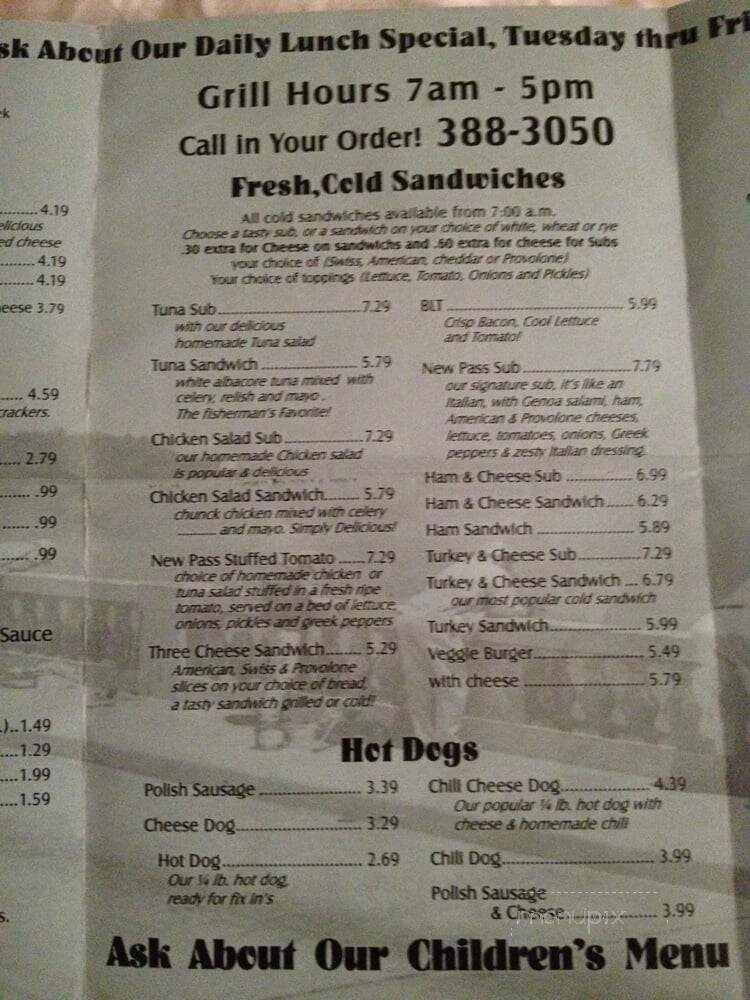 sk About Our Daily Lunch Special, Tuesday thru Fri
Grill Hours 7am - 5pm
Call in Your Order! 388-3050
Fresh, Cold Sandwiches
All cold sandwiches available from 7:00 a.m.
Choose a tasty sub, or a sandwich on your choice of white, wheat or rye
.30 extra for Cheese on sandwichs and .60 extra for cheese for Subs
your choice of (Swiss, American, cheddar or Provolone)
Your choice of toppings (Lettuce, Tomato, Onions and Pickles)
Tuna Sub 7.29
with our delicious
homemade Tuna salad
Tuna Sandwich 5.79
white albacore tuna mixed with
celery, relish and mayo .
The fisherman's Favorite!
Chicken Salad Sub 7.29
our homemade Chicken salad
is popular & delicious
Chicken Salad Sandwich 5.79
chunck chicken mixed with celery
and mayo. Simply Delicious!
New Pass Stuffed Tomato 7.29
choice of homemade chicken or
tuna salad stuffed in a fresh ripe
tomato, served on a bed of lettuce,
onions, pickles and greek peppers
Three Cheese Sandwich 5.29
American, Swiss & Provolone
slices on your choice of bread,
a tasty sandwich grilled or cold!
BLT 5.99
Crisp Bacon, Cool Lettuce
and Tomato!
New Pass Sub 7.79
our signature sub, it's like an
Italian, with Genoa salami, ham,
American & Provolone cheeses,
lettuce, tomatoes, onions, Greek
peppers & zesty Italian dressing.
Ham & Cheese Sub 6.99
Ham & Cheese Sandwich 6.29
Ham Sandwich 5.89
Turkey & Cheese Sub 7.29
Turkey & Cheese Sandwich 6.79
our most popular cold sandwich
Turkey Sandwich 5.99
Veggie Burger 5.49
with cheese 5.79
Hot Dogs
Polish Sausage 3.39
Cheese Dog 3.29
Hot Dog 2.69
Our ¼ lb. hot dog,
ready for fix in's
Chili Cheese Dog 4.39
Our popular ¼ lb. hot dog with
cheese & homemade chili
Chili Dog 3.99
Polish Sausage
& Cheese 3.99
menupix
Ask About Our Children's Menu
ek
4.19
elicious
ed cheese
4.19
4.19
eese 3.79
4.59
rackers.
2.79
.99
.99
.99
Sauce
.)..1.49
1.29
1.99
1.59
s.